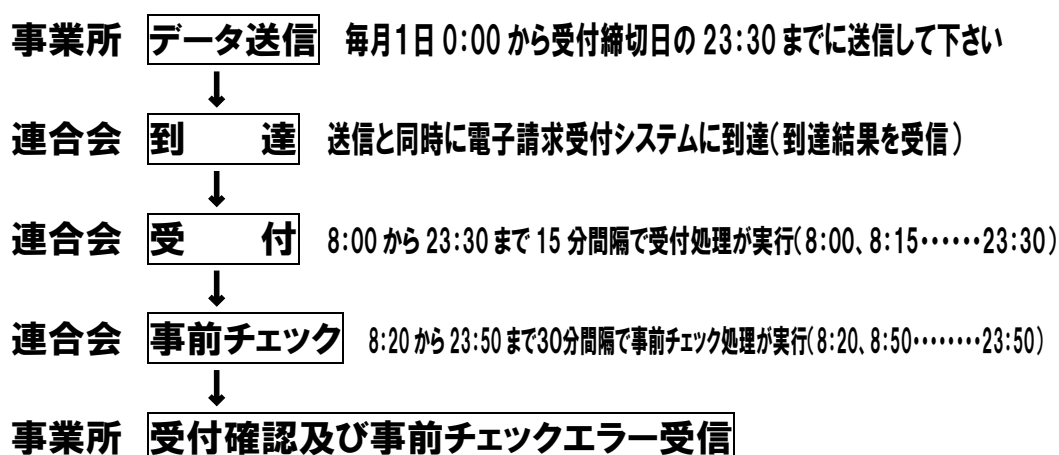 事業所 データ送信 毎月1日 0:00 から受付締切日の 23:30 までに送信して下さい
↓
連合会 到 達 送信と同時に電子請求受付システムに到達(到達結果を受信)
↓
連合会 受 付 8:00 から 23:30 まで 15 分間隔で受付処理が実行(8:00、8:15・・・・・・23:30)
↓
連合会 事前チェック 8:20 から 23:50 まで30分間隔で事前チェック処理が実行(8:20、8:50・・・・・・・・23:50)
↓
事業所 受付確認及び事前チェックエラー受信